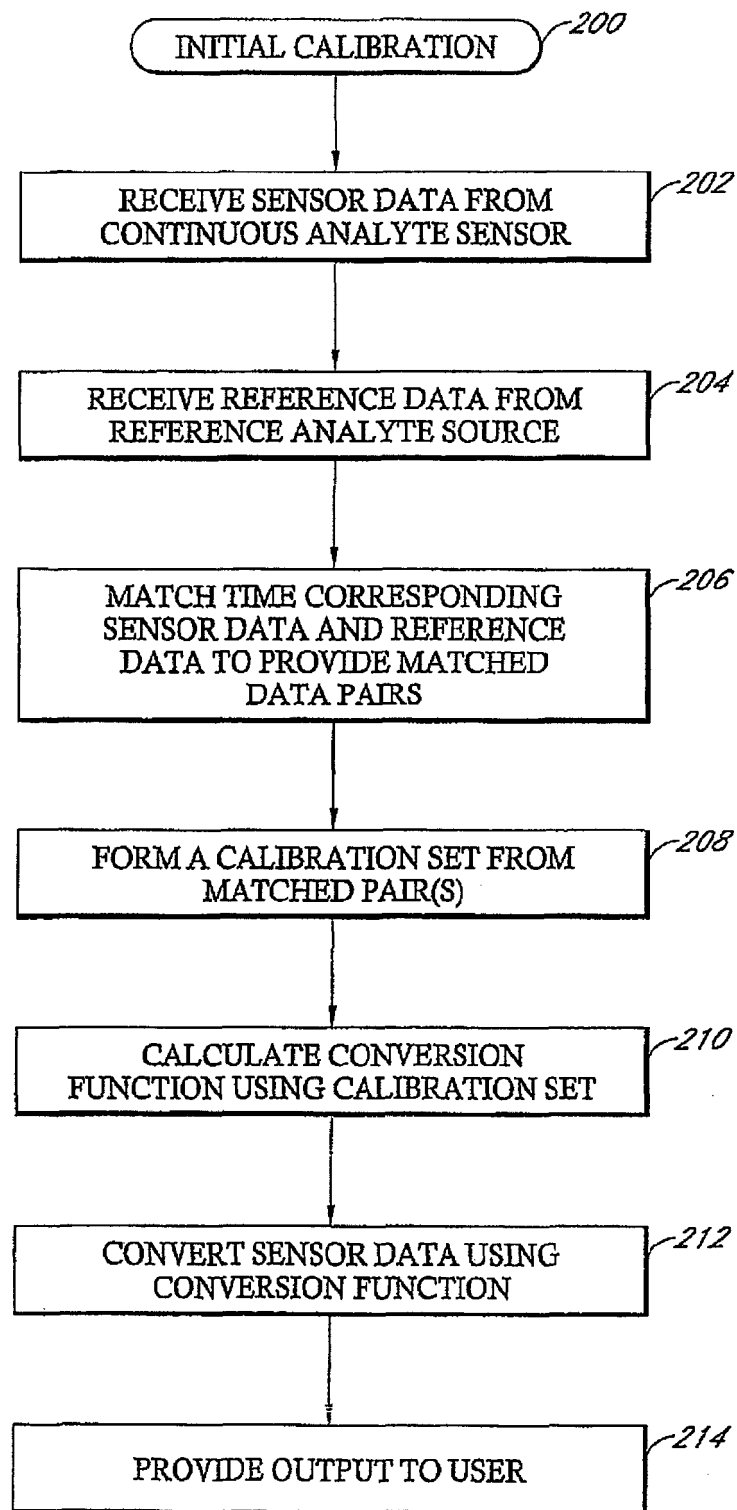 INITIAL CALIBRATION
200
RECEIVE SENSOR DATA FROM
CONTINUOUS ANALYTE SENSOR
202
RECEIVE REFERENCE DATA FROM
REFERENCE ANALYTE SOURCE
204
MATCH TIME CORRESPONDING
SENSOR DATA AND REFERENCE
DATA TO PROVIDE MATCHED
DATA PAIRS
206
FORM A CALIBRATION SET FROM
MATCHED PAIR(S)
208
CALCULATE CONVERSION
FUNCTION USING CALIBRATION SET
210
CONVERT SENSOR DATA USING
CONVERSION FUNCTION
212
PROVIDE OUTPUT TO USER
214